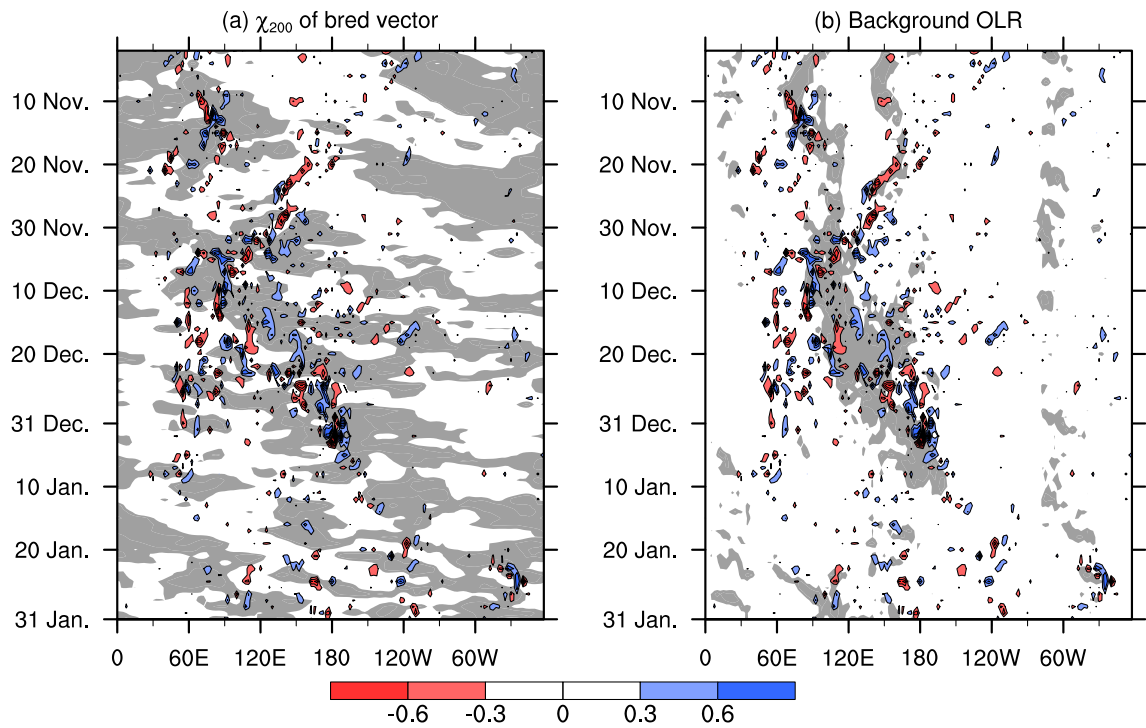 (a) χ200 of bred vector
(b) Background OLR
10 Nov.
20 Nov.
30 Nov.
10 Dec.
20 Dec.
31 Dec.
10 Jan.
20 Jan.
31 Jan.
10 Nov.
20 Nov.
30 Nov.
10 Dec.
20 Dec.
31 Dec.
10 Jan.
20 Jan.
31 Jan.
0 60E 120E 180 120W 60W
0 60E 120E 180 120W 60W
-0.6 -0.3 0 0.3 0.6